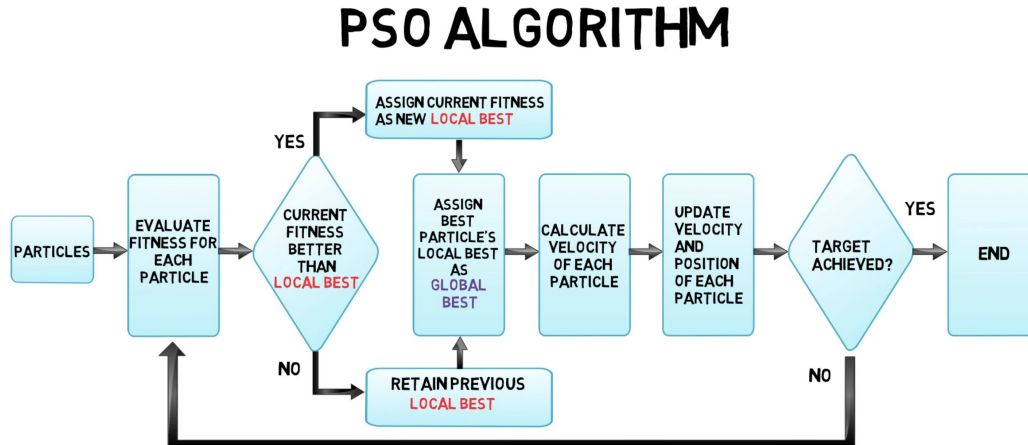 PSO ALGORITHM
PARTICLES
EVALUATE
FITNESS FOR
EACH
PARTICLE
CURRENT
FITNESS
BETTER
THAN
LOCAL BEST
YES
ASSIGN CURRENT FITNESS
AS NEW LOCAL BEST
NO
RETAIN PREVIOUS
LOCAL BEST
ASSIGN
BEST
PARTICLE'S
LOCAL BEST
AS
GLOBAL
BEST
CALCULATE
VELOCITY
OF EACH
PARTICLE
UPDATE
VELOCITY
AND
POSITION
OF EACH
PARTICLE
TARGET
ACHIEVED?
YES
END
NO